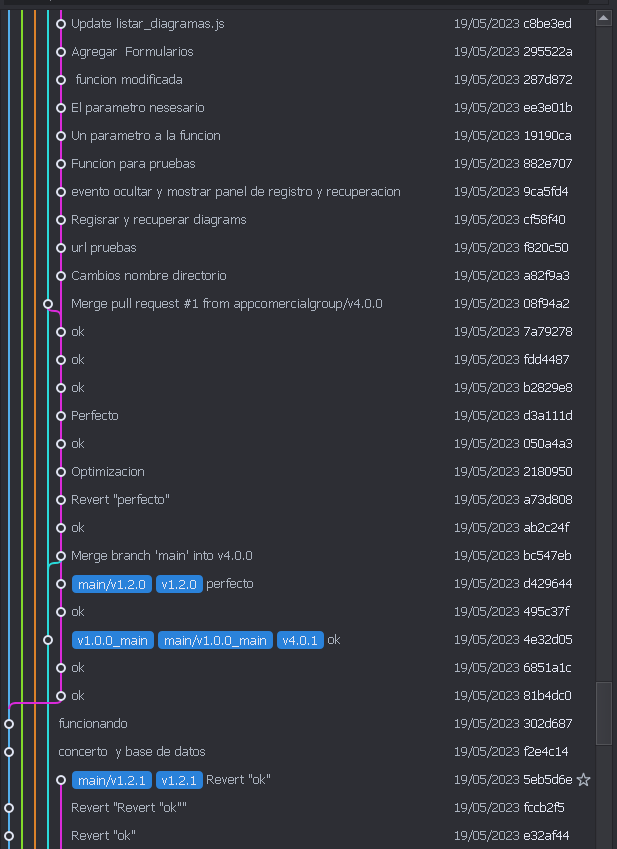 Update listar_diagramas.js 19/05/2023 c8be3ed
Agregar Formularios 19/05/2023 295522a
funcion modificada 19/05/2023 287d872
El parametro nesesario 19/05/2023 ee3e01b
Un parametro a la funcion 19/05/2023 19190ca
Funcion para pruebas 19/05/2023 882e707
evento ocultar y mostrar panel de registro y recuperacion 19/05/2023 9ca5fd4
Regisrar y recuperar diagrams 19/05/2023 cf58f40
url pruebas 19/05/2023 f820c50
Cambios nombre directorio 19/05/2023 a82f9a3
Merge pull request #1 from appcomercialgroup/v4.0.0 19/05/2023 08f94a2
ok 19/05/2023 7a79278
ok 19/05/2023 fdd4487
ok 19/05/2023 b2829e8
Perfecto 19/05/2023 d3a111d
ok 19/05/2023 050a4a3
Optimizacion 19/05/2023 2180950
Revert "perfecto" 19/05/2023 a73d808
ok 19/05/2023 ab2c24f
Merge branch 'main' into v4.0.0 19/05/2023 bc547eb
main/v1.2.0 v1.2.0 perfecto 19/05/2023 d429644
ok 19/05/2023 495c37f
v1.0.0_main main/v1.0.0_main v4.0.1 ok 19/05/2023 4e32d05
ok 19/05/2023 6851a1c
ok 19/05/2023 81b4dc0
funcionando 19/05/2023 302d687
concerto y base de datos 19/05/2023 f2e4c14
main/v1.2.1 v1.2.1 Revert "ok" 19/05/2023 5eb5d6e
Revert "Revert "ok"" 19/05/2023 fccb2f5
Revert "ok" 19/05/2023 e32af44